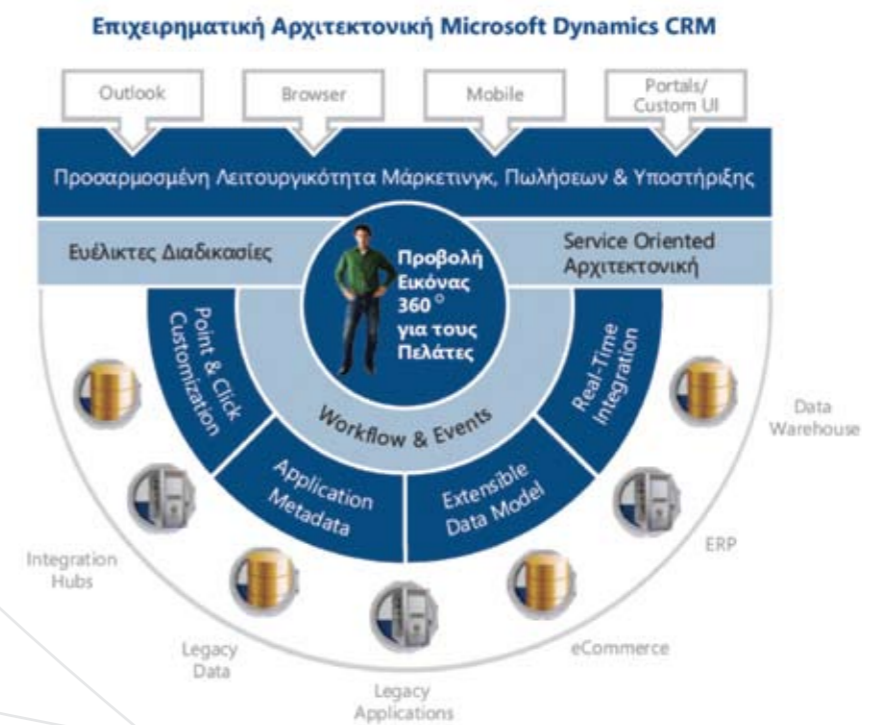 Επιχειρηματική Αρχιτεκτονική Microsoft Dynamics CRM
Outlook
Browser
Mobile
Portals/
Custom UI
Προσαρμοσμένη Λειτουργικότητα Μάρκετινγκ, Πωλήσεων & Υποστήριξης
Ευέλικτες Διαδικασίες
Προβολή
Εικόνας
360°
για τους
Πελάτες
Service Oriented
Αρχιτεκτονική
Point & Click
Customization
Workflow & Events
Real-Time
Integration
Application
Metadata
Extensible
Data Model
Data
Warehouse
ERP
Integration
Hubs
eCommerce
Legacy
Data
Legacy
Applications